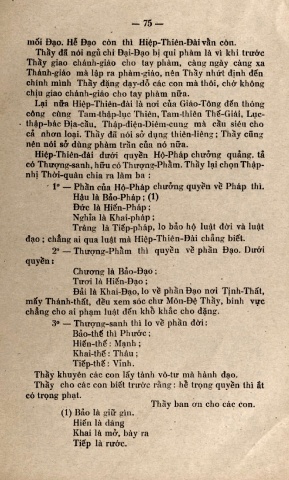 — 75 —
mối Đạo. Hễ Đạo còn thì Hiệp-Thiên-Đài vẫn còn.
Thầy đã nói ngũ chi Đại-Đạo bị qui phàm là vì khi trước
Thầy giao chánh-giáo cho tay phàm, càng ngày càng xa
Thánh-giáo mà lập ra phàm-giáo, nên Thầy nhứt định đến
chính mình Thầy đặng dạy-dỗ các con mà thôi, chớ không
chịu giao chánh-giáo cho tay phàm nữa.
Lại nữa Hiệp-Thiên-đài là nơi của Giáo-Tông đến thông
công cùng Tam-thập-lục Thiên, Tam-thiên Thế-Giái, Lục-
thập-bác Địa-cầu, Thập-điện-Diêm-cung mà cầu siêu cho
cả nhơn loại. Thầy đã nói sở dụng thiên-liêng ; Thầy cũng
nên nói sở dùng phàm trần của nó nữa.
Hiệp-Thiên-đài dưới quyền Hộ-Pháp chưởng quảng, tả
có Thượng-sanh, hữu có Thượng-Phẩm. Thầy lại chọn Thập-
nhị Thời-quân chia ra làm ba :
1º — Phần của Hộ-Pháp chưởng quyền về Pháp thì.
Hậu là Bảo-Pháp ; (1)
Đức là Hiến-Pháp ;
Nghĩa là Khai-pháp ;
Tràng là Tiếp-pháp, lo bảo hộ luật đời và luật
đạo ; chẳng ai qua luật mà Hiệp-Thiên-Đài chẳng biết.
2º — Thượng-Phẩm thì quyền về phần Đạo. Dưới
quyền :
Chương là Bảo-Đạo ;
Tươi là Hiến-Đạo ;
Đãi là Khai-Đạo, lo về phần Đạo nơi Tịnh-Thất,
mấy Thánh-thất, đều xem sóc chư Môn-Đệ Thầy, binh vực
chẳng cho ai phạm luật đến khổ khắc cho đặng.
3º — Thượng-sanh thì lo về phần đời :
Bảo-thế thì Phước ;
Hiến-thế : Mạnh ;
Khai-thế : Thâu ;
Tiếp-thế : Vĩnh.
Thầy khuyên các con lấy tánh vô-tư mà hành đạo.
Thầy cho các con biết trước rằng : hễ trọng quyền thì ắt
có trọng phạt.
Thầy ban ơn cho các con.
(1) Bảo là giữ gìn.
Hiến là dâng
Khai là mở, bày ra
Tiếp là rước.